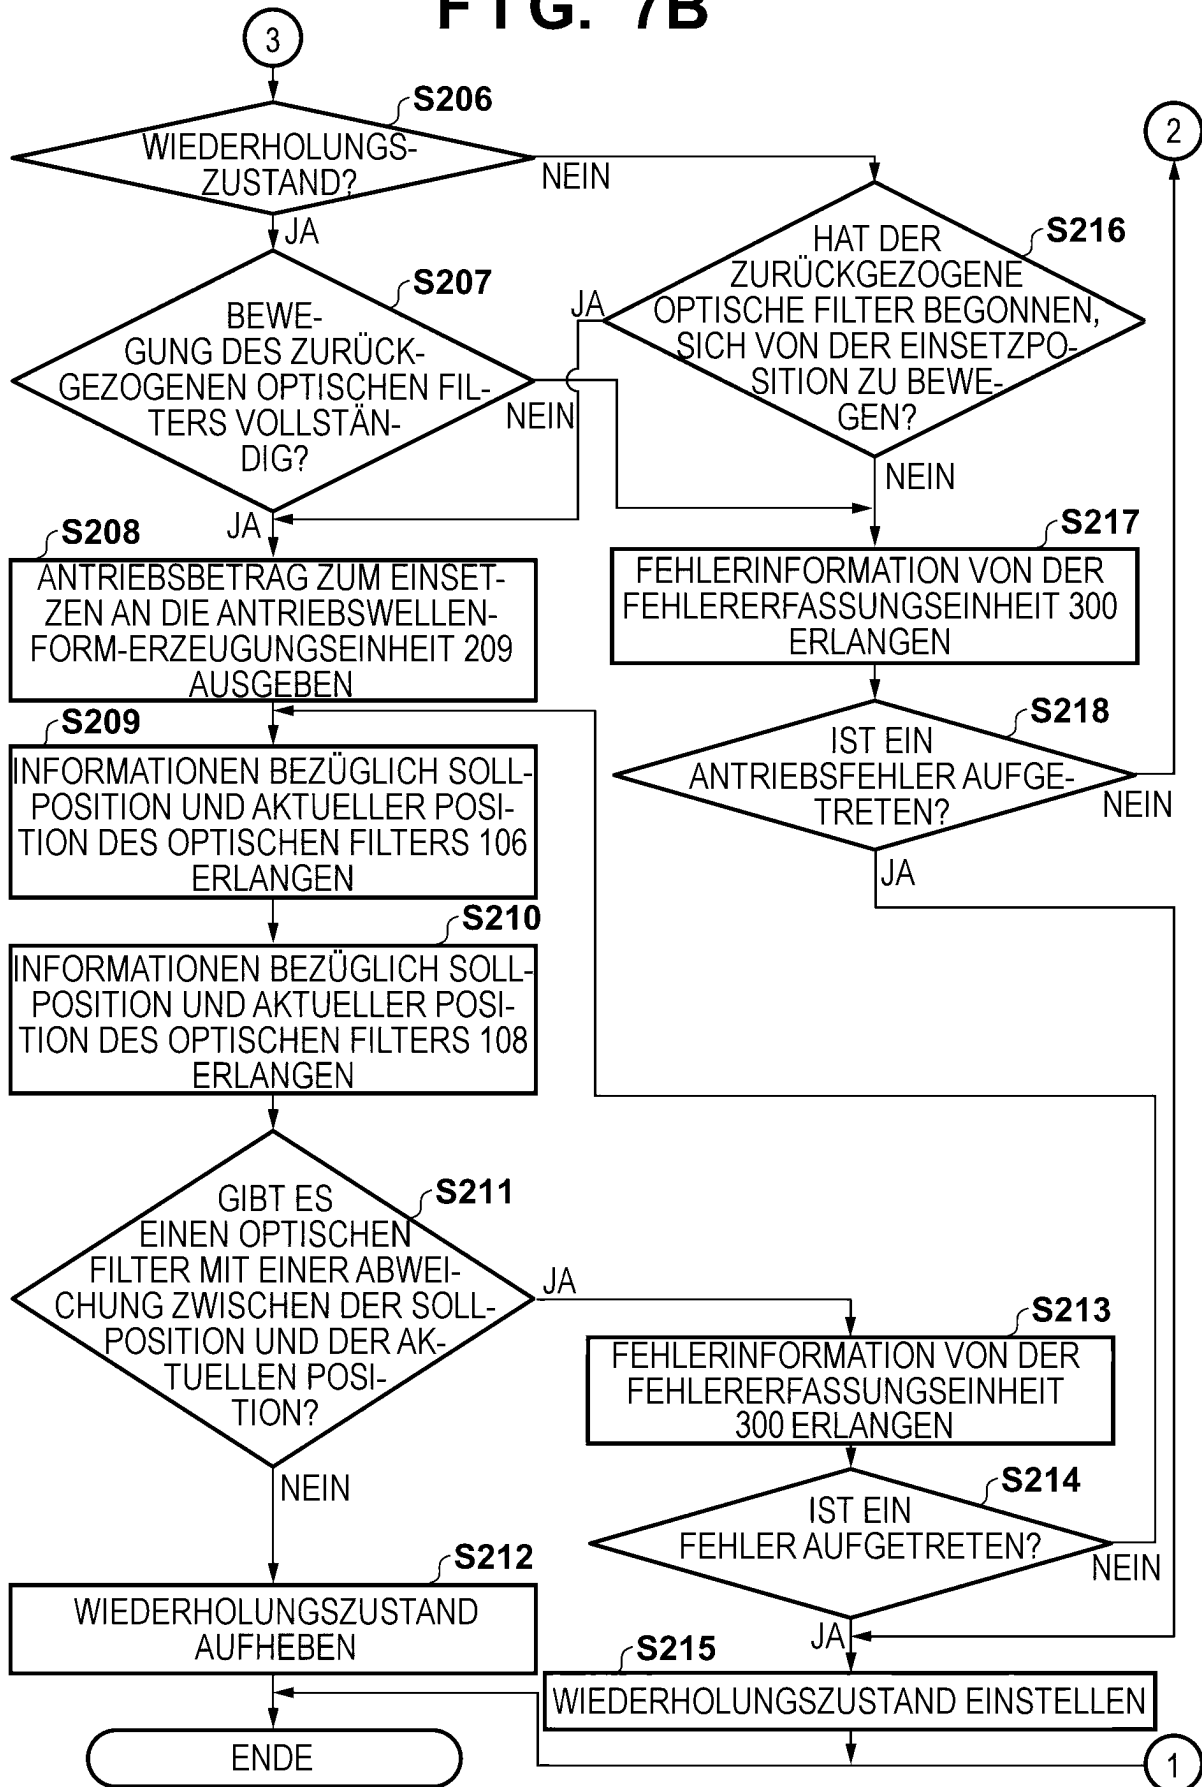 FIG. 7B
3
S206
WIEDERHOLUNGS-
ZUSTAND?
NEIN
JA
2
S207
BEWE-
GUNG DES ZURÜCK-
GEZOGENEN OPTISCHEN FIL-
TERS VOLLSTÄN-
DIG?
NEIN
JA
S216
HAT DER
ZURÜCKGEZOGENE
OPTISCHE FILTER BEGONNEN,
SICH VON DER EINSETZPO-
SITION ZU BEWE-
GEN?
JA
NEIN
S208
ANTRIEBSBETRAG ZUM EINSET-
ZEN AN DIE ANTRIEBSWELLEN-
FORM-ERZEUGUNGSEINHEIT 209
AUSGEBEN
S217
FEHLERINFORMATION VON DER
FEHLERERFASSUNGSEINHEIT 300
ERLANGEN
S218
IST EIN
ANTRIEBSFEHLER AUFGE-
TRETEN?
NEIN
JA
S209
INFORMATIONEN BEZÜGLICH SOLL-
POSITION UND AKTUELLER POSI-
TION DES OPTISCHEN FILTERS 106
ERLANGEN
S210
INFORMATIONEN BEZÜGLICH SOLL-
POSITION UND AKTUELLER POSI-
TION DES OPTISCHEN FILTERS 108
ERLANGEN
S211
GIBT ES
EINEN OPTISCHEN
FILTER MIT EINER ABWEI-
CHUNG ZWISCHEN DER SOLL-
POSITION UND DER AK-
TUELLEN POSI-
TION?
JA
NEIN
S213
FEHLERINFORMATION VON DER
FEHLERERFASSUNGSEINHEIT
300 ERLANGEN
S214
IST EIN
FEHLER AUFGETRETEN?
NEIN
JA
S212
WIEDERHOLUNGSZUSTAND
AUFHEBEN
S215
WIEDERHOLUNGSZUSTAND EINSTELLEN
ENDE
1